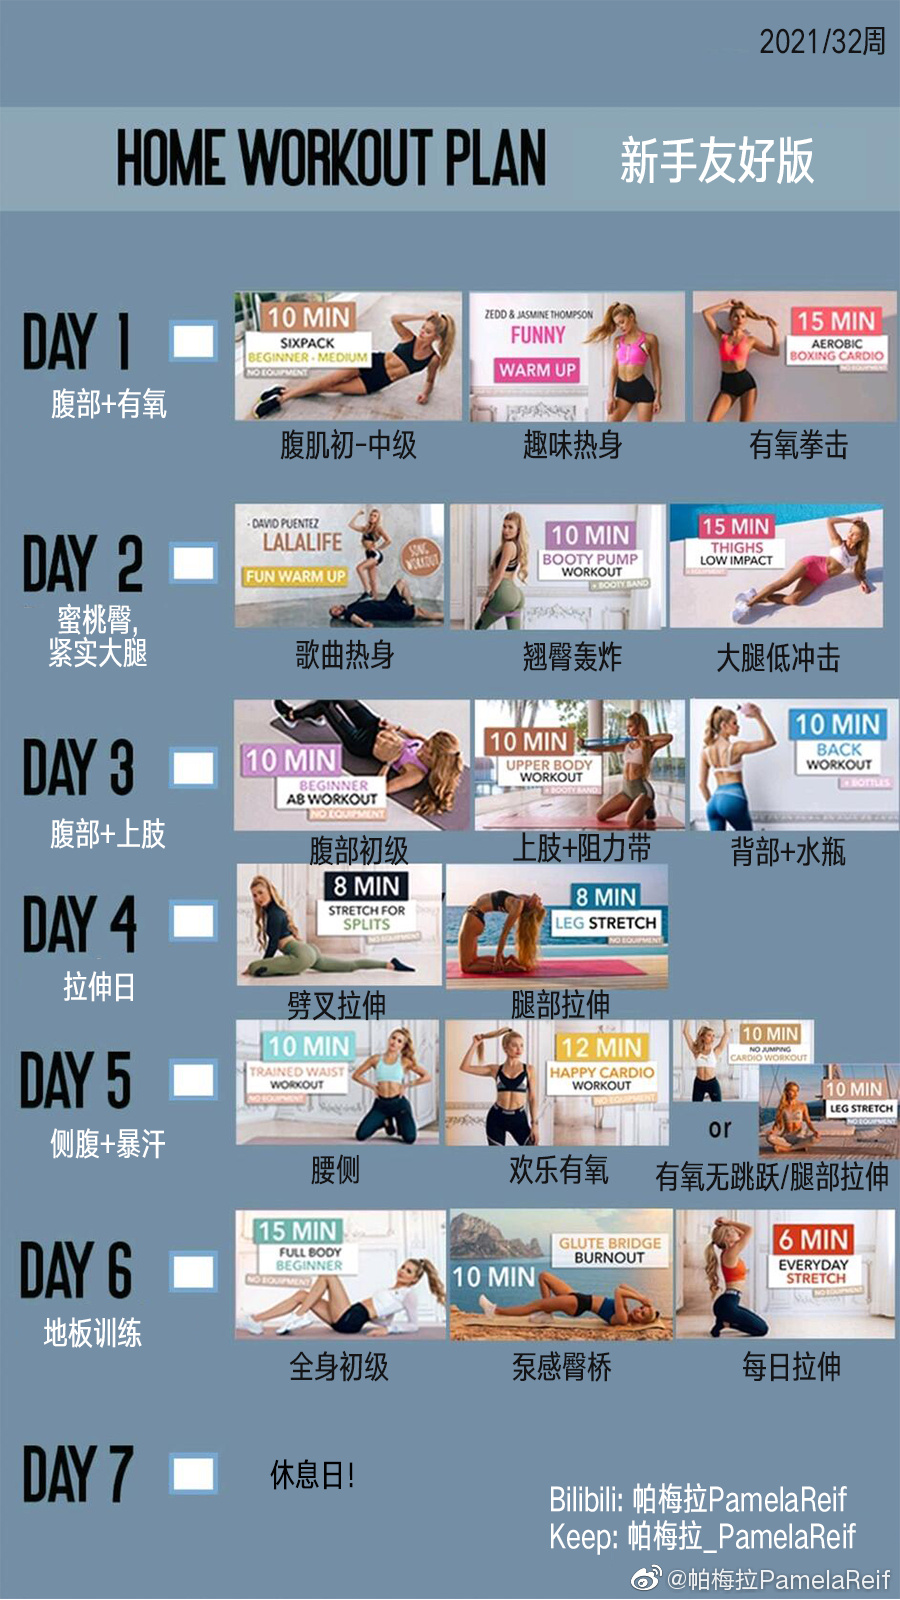 2021/32周
HOME WORKOUT PLAN 新手友好版
DAY 1
腹部+有氧
10 MIN
SIXPACK
BEGINNER - MEDIUM
NO EQUIPMENT
腹肌初-中级
ZEDD & JASMINE THOMPSON
FUNNY
WARM UP
趣味热身
15 MIN
AEROBIC
BOXING CARDIO
NO EQUIPMENT
有氧拳击
DAY 2
蜜桃臀,
紧实大腿
· DAVID PUENTEZ
LALALIFE
FUN WARM UP
SONG
WORKOUT
歌曲热身
10 MIN
BOOTY PUMP
WORKOUT
+ BOOTY BAND
翘臀轰炸
15 MIN
THIGHS
LOW IMPACT
大腿低冲击
DAY 3
腹部+上肢
10 MIN
BEGINNER
AB WORKOUT
NO EQUIPMENT
腹部初级
10 MIN
UPPER BODY
WORKOUT
+ BOOTY BAND
上肢+阻力带
10 MIN
BACK
WORKOUT
+ BOTTLES
背部+水瓶
DAY 4
拉伸日
8 MIN
STRETCH FOR
SPLITS
NO EQUIPMENT
劈叉拉伸
8 MIN
LEG STRETCH
NO EQUIPMENT
腿部拉伸
DAY 5
侧腹+暴汗
10 MIN
TRAINED WAIST
WORKOUT
NO EQUIPMENT
腰侧
12 MIN
HAPPY CARDIO
WORKOUT
NO EQUIPMENT
欢乐有氧
10 MIN
NO JUMPING
CARDIO WORKOUT
or
10 MIN
LEG STRETCH
NO EQUIPMENT
有氧无跳跃/腿部拉伸
DAY 6
地板训练
15 MIN
FULL BODY
BEGINNER
NO EQUIPMENT
全身初级
GLUTE BRIDGE
BURNOUT
10 MIN
泵感臀桥
6 MIN
EVERYDAY
STRETCH
NO EQUIPMENT
每日拉伸
DAY 7
休息日!
Bilibili: 帕梅拉PamelaReif
Keep: 帕梅拉_PamelaReif
@帕梅拉PamelaReif